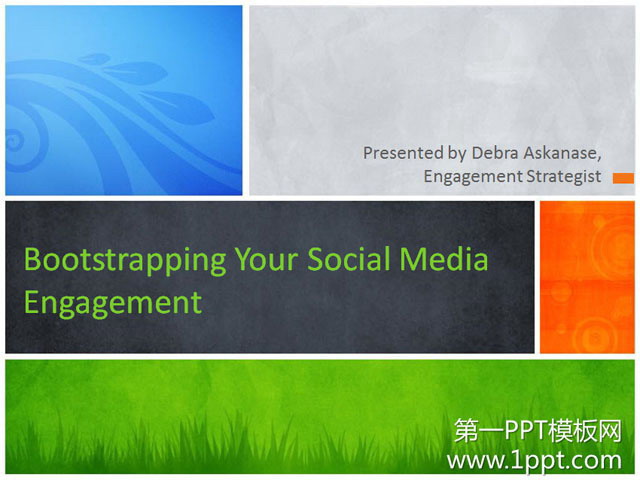 Presented by Debra Askanase,
Engagement Strategist
Bootstrapping Your Social Media
Engagement
第一PPT模板网
www.1ppt.com